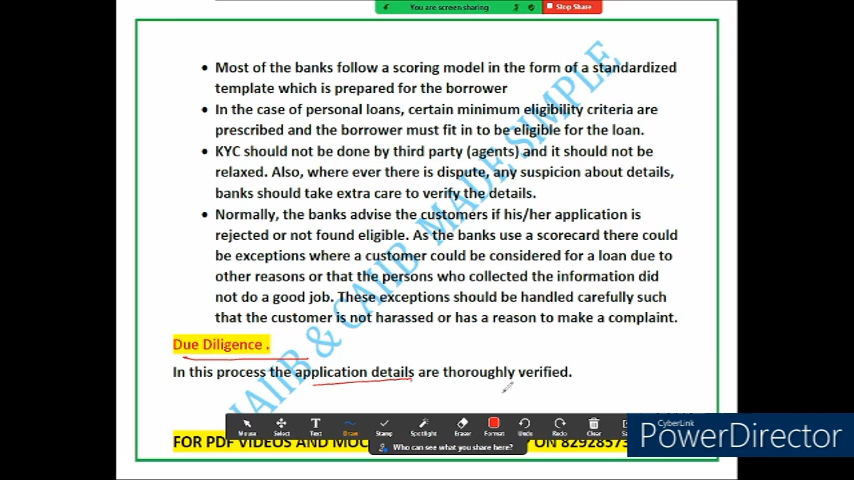 You are screen sharing
Stop Share
• Most of the banks follow a scoring model in the form of a standardized
template which is prepared for the borrower
• In the case of personal loans, certain minimum eligibility criteria are
prescribed and the borrower must fit in to be eligible for the loan.
• KYC should not be done by third party (agents) and it should not be
relaxed. Also, where ever there is dispute, any suspicion about details,
banks should take extra care to verify the details.
• Normally, the banks advise the customers if his/her application is
rejected or not found eligible. As the banks use a scorecard there could
be exceptions where a customer could be considered for a loan due to
other reasons or that the persons who collected the information did
not do a good job. These exceptions should be handled carefully such
that the customer is not harassed or has a reason to make a complaint.
Due Diligence .
In this process the application details are thoroughly verified.
JAIIB & CAIIB MADE SIMPLE
Mouse Select Text Draw Stamp Spotlight Eraser Format Undo Redo Clear
Who can see what you share here?
FOR PDF VIDEOS AND ON
CyberLink
PowerDirector